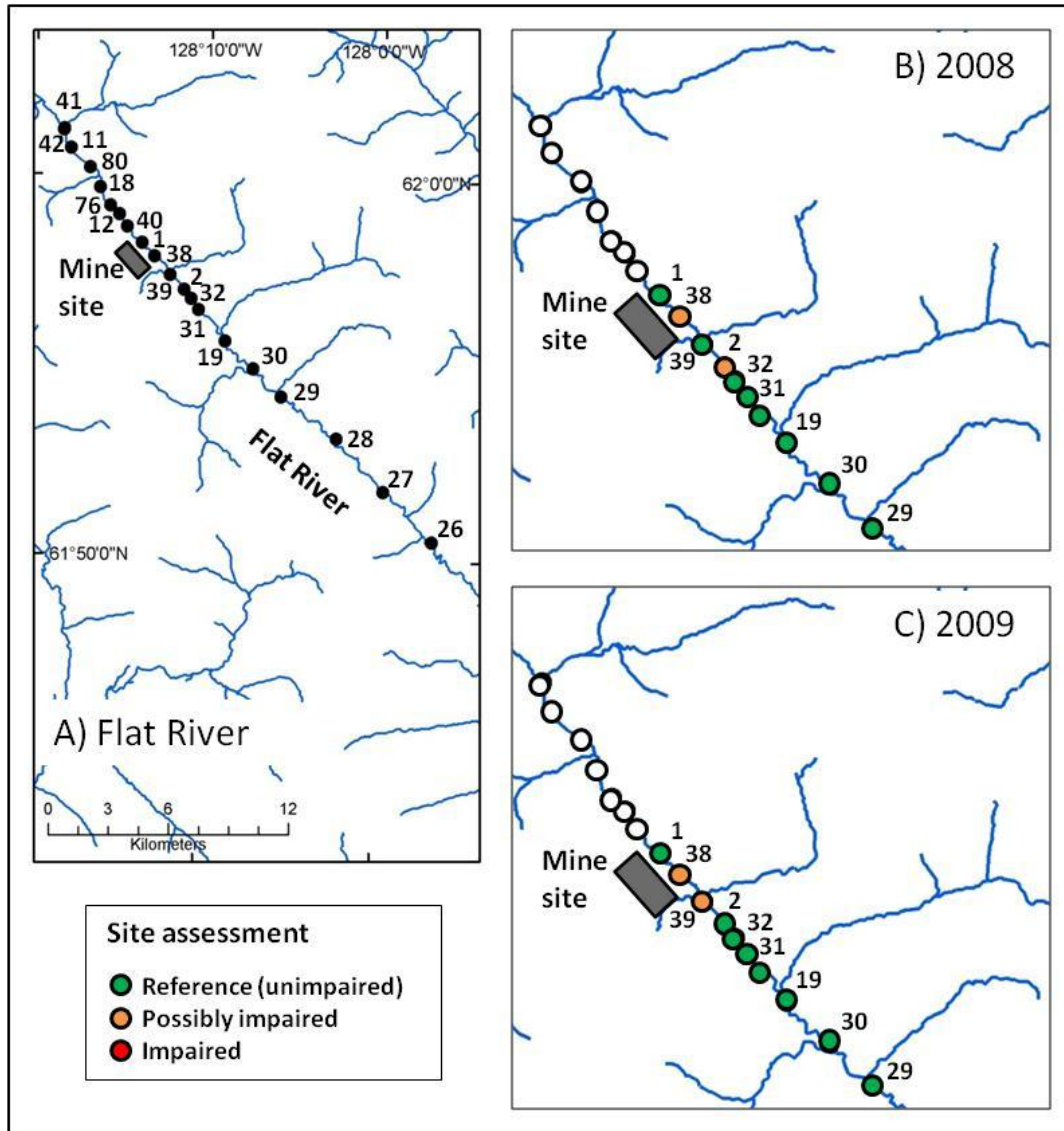 128°10'0"W
128°0'0"W
41
42
11
80
18
62°0'0"N
76
12
40
1
38
Mine
site
39
2
32
31
19
30
29
28
Flat River
27
26
61°50'0"N
A) Flat River
0 3 6 12
Kilometers
B) 2008
1
38
Mine
site
39
2
32
31
19
30
29
C) 2009
1
38
Mine
site
39
2
32
31
19
30
29
Site assessment
Reference (unimpaired)
Possibly impaired
Impaired